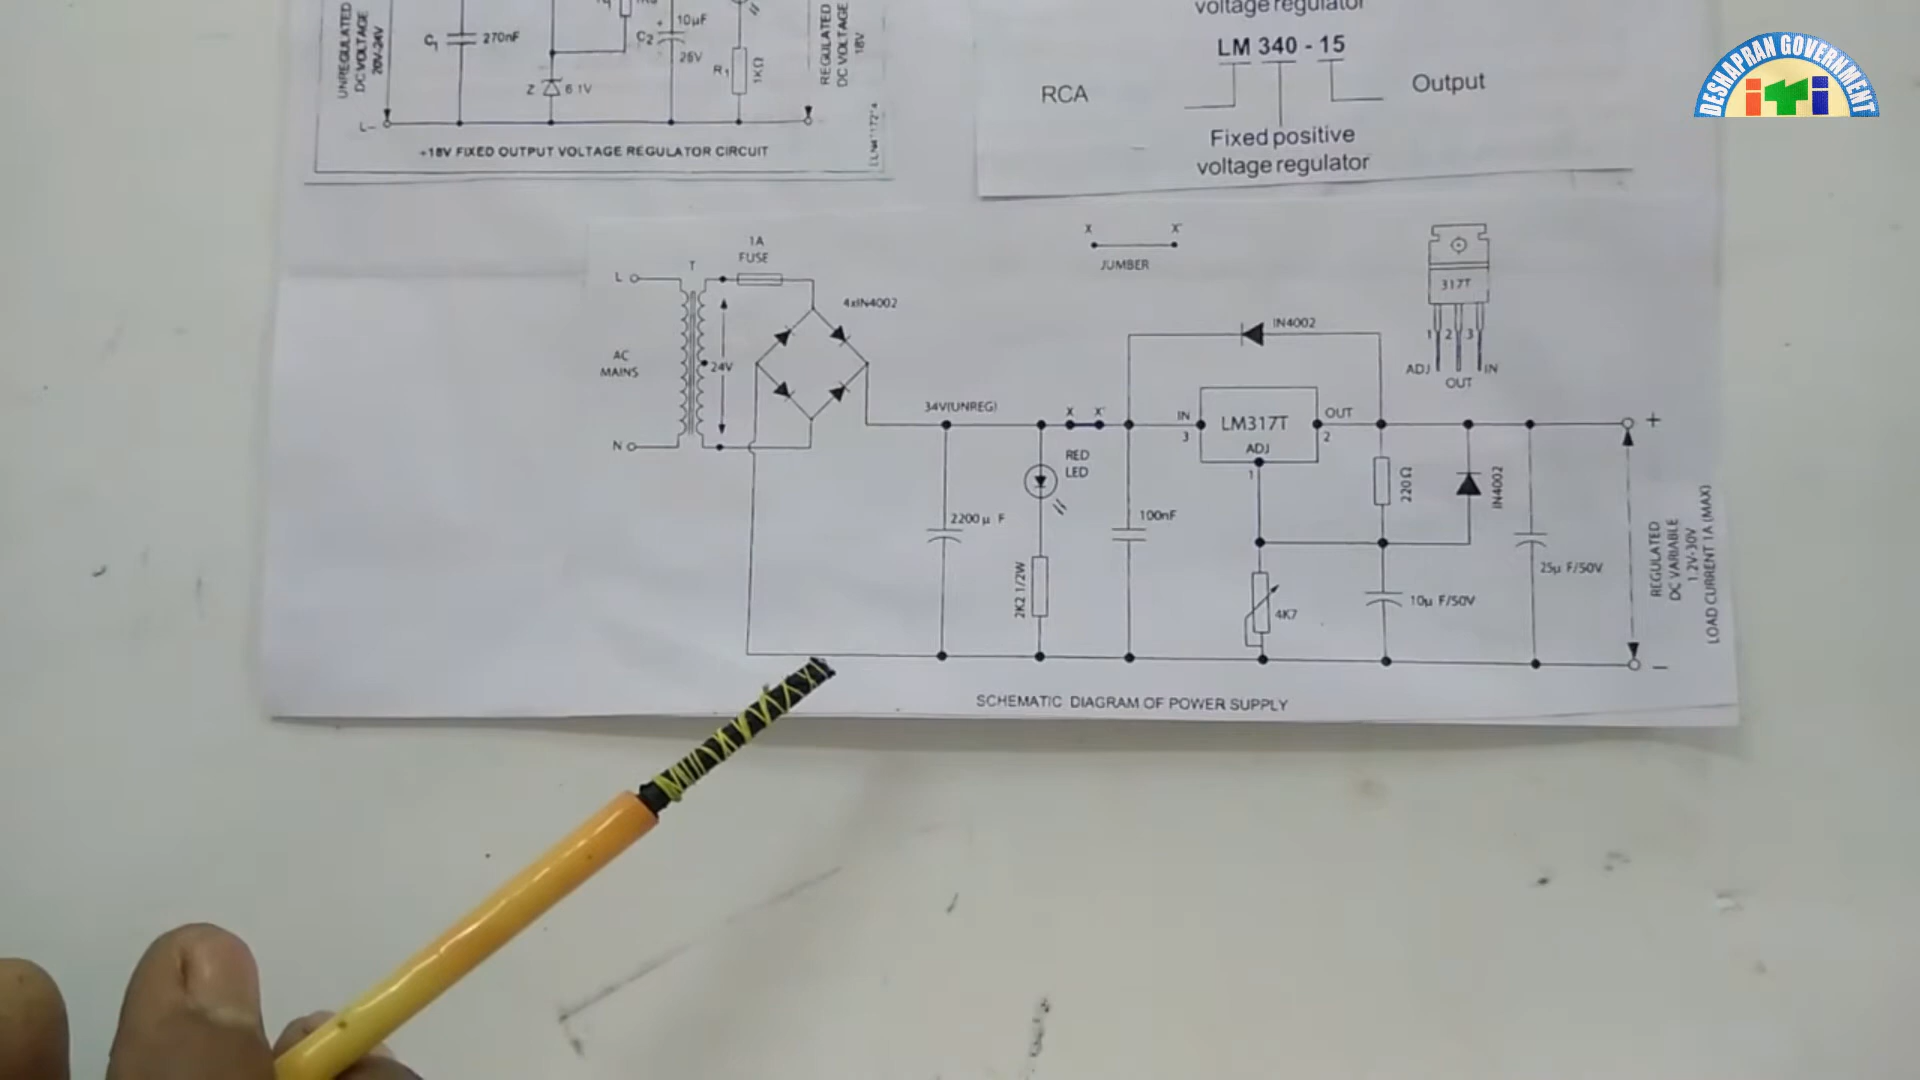 UNREGULATED
DC VOLTAGE
20V-24V
C1
270nF
Z
6.1V
+
10µF
C2
25V
R1
1KΩ
REGULATED
DC VOLTAGE
18V
L-
+18V FIXED OUTPUT VOLTAGE REGULATOR CIRCUIT
voltage regulator
LM 340 - 15
RCA
Output
Fixed positive
voltage regulator
DESHAPRAN GOVERNMENT
iTi
X X'
JUMBER
317T
1 2 3
ADJ
OUT
IN
1A
FUSE
L
T
4xIN4002
AC
MAINS
24V
N
34V(UNREG)
X X'
RED
LED
2200µ F
2K2 1/2W
100nF
IN4002
IN
3
LM317T
ADJ
1
OUT
2
220Ω
IN4002
4K7
10µ F/50V
25µ F/50V
+
−
REGULATED
DC VARIABLE
1.2V-30V
LOAD CURRENT 1A (MAX)
SCHEMATIC DIAGRAM OF POWER SUPPLY